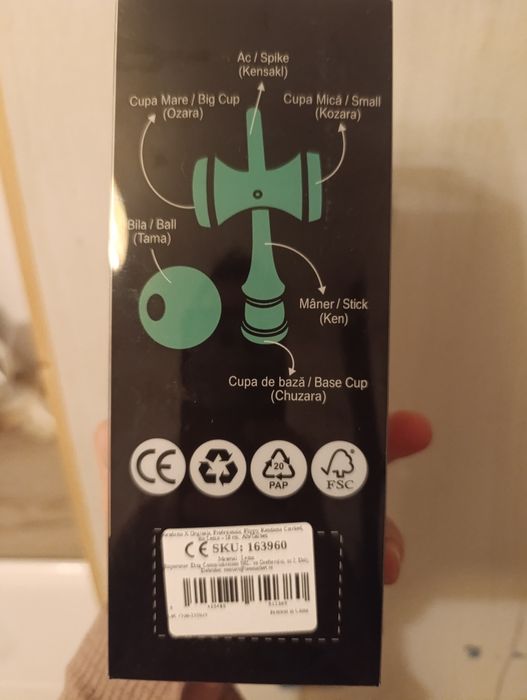 Ac / Spike
(Kensakl)
Cupa Mare / Big Cup
(Ozara)
Cupa Mică / Small
(Kozara)
Bila / Ball
(Tama)
Mâner / Stick
(Ken)
Cupa de bază / Base Cup
(Chuzara)
CE
20
PAP
FSC
CE SKU: 163960